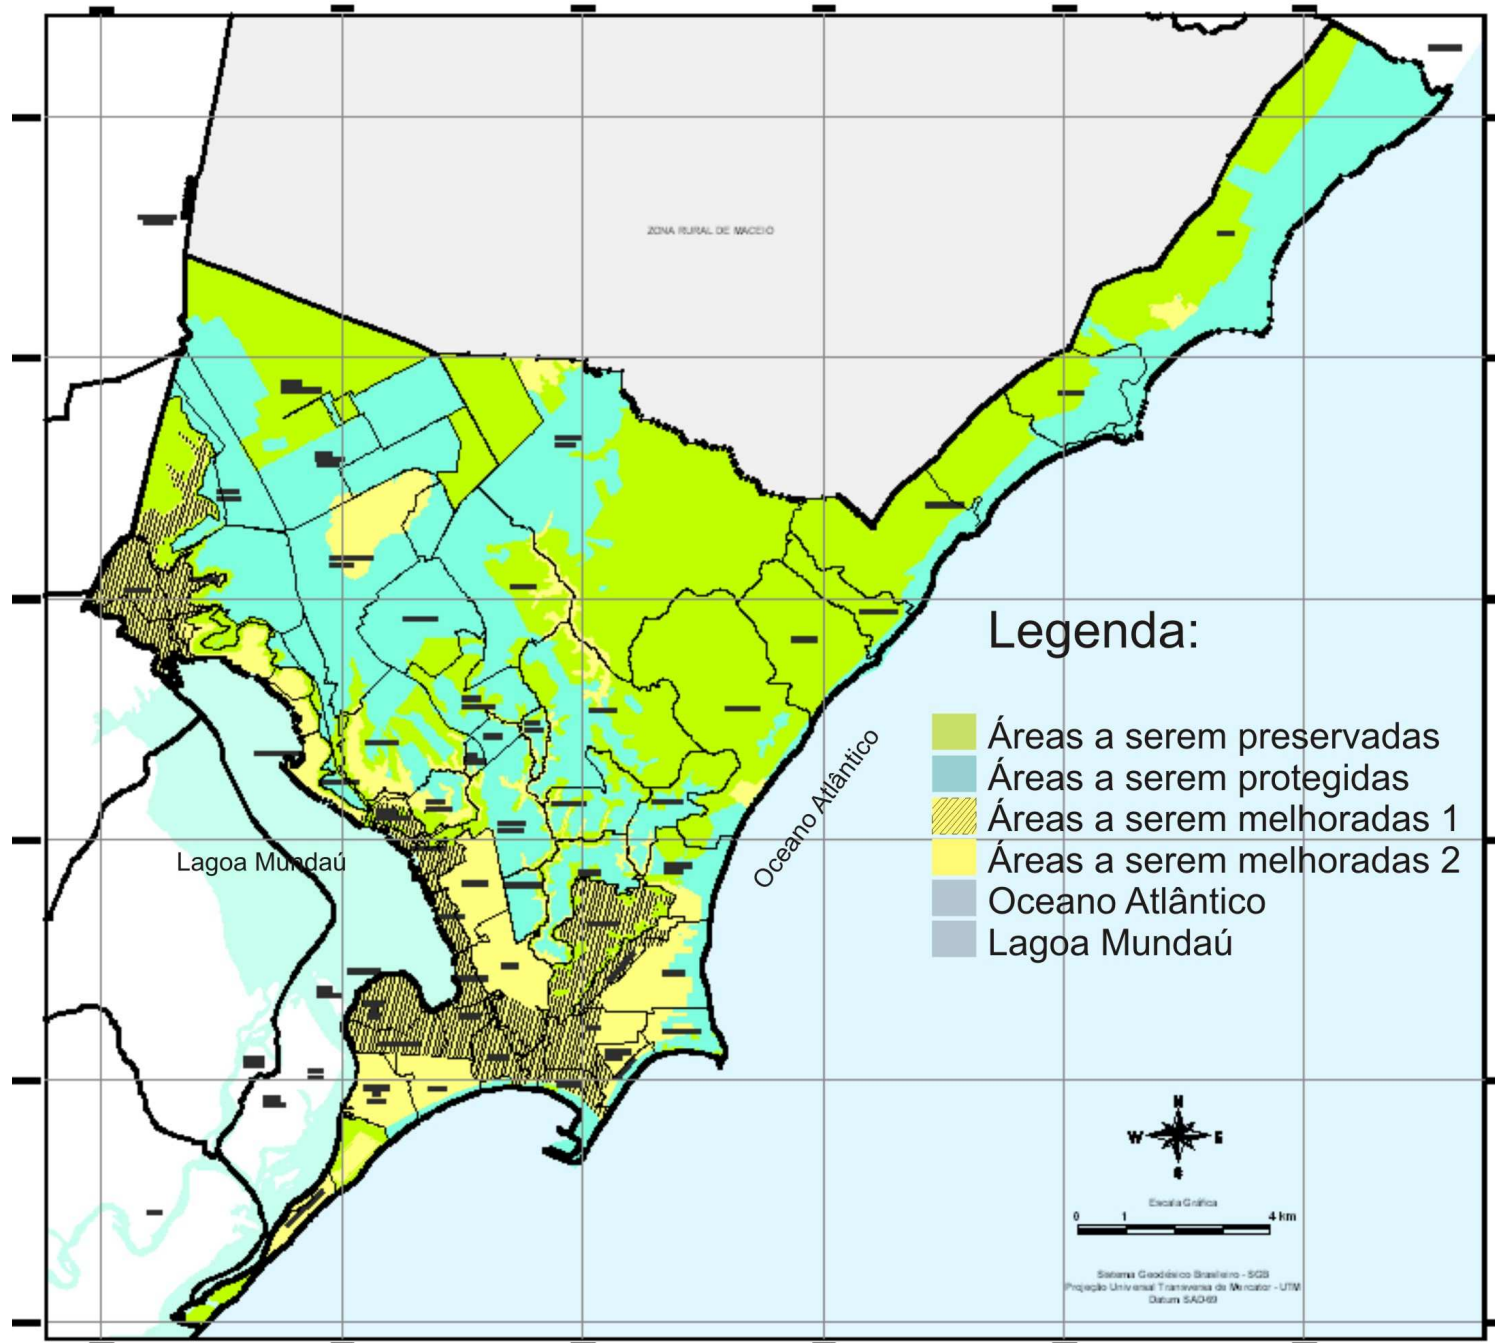 ZONA RURAL DE MACEIO
Legenda:
Áreas a serem preservadas
Áreas a serem protegidas
Áreas a serem melhoradas 1
Áreas a serem melhoradas 2
Oceano Atlântico
Lagoa Mundaú
Oceano Atlântico
Lagoa Mundaú
N
W E
S
Escala Gráfica
0 1 4 km
Sistema Geodésico Brasileiro - SGB
Projeção Universal Transversa de Mercator - UTM
Datum SAD69